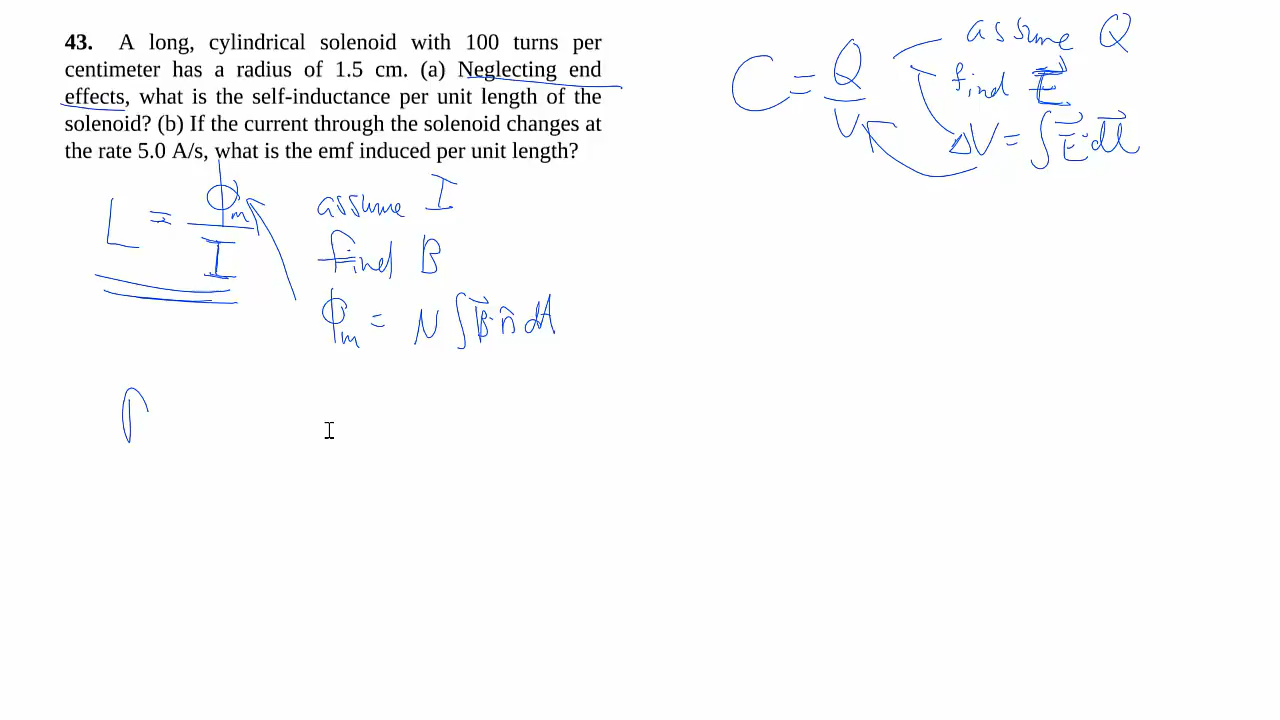 43. A long, cylindrical solenoid with 100 turns per
centimeter has a radius of 1.5 cm. (a) Neglecting end
effects, what is the self-inductance per unit length of the
solenoid? (b) If the current through the solenoid changes at
the rate 5.0 A/s, what is the emf induced per unit length?
C = Q/V
assume Q
find E⃗
ΔV = ∫ E⃗ · dl⃗
L = ϕₘ/I
assume I
find B
ϕₘ = N ∫ B⃗ · n̂ dA